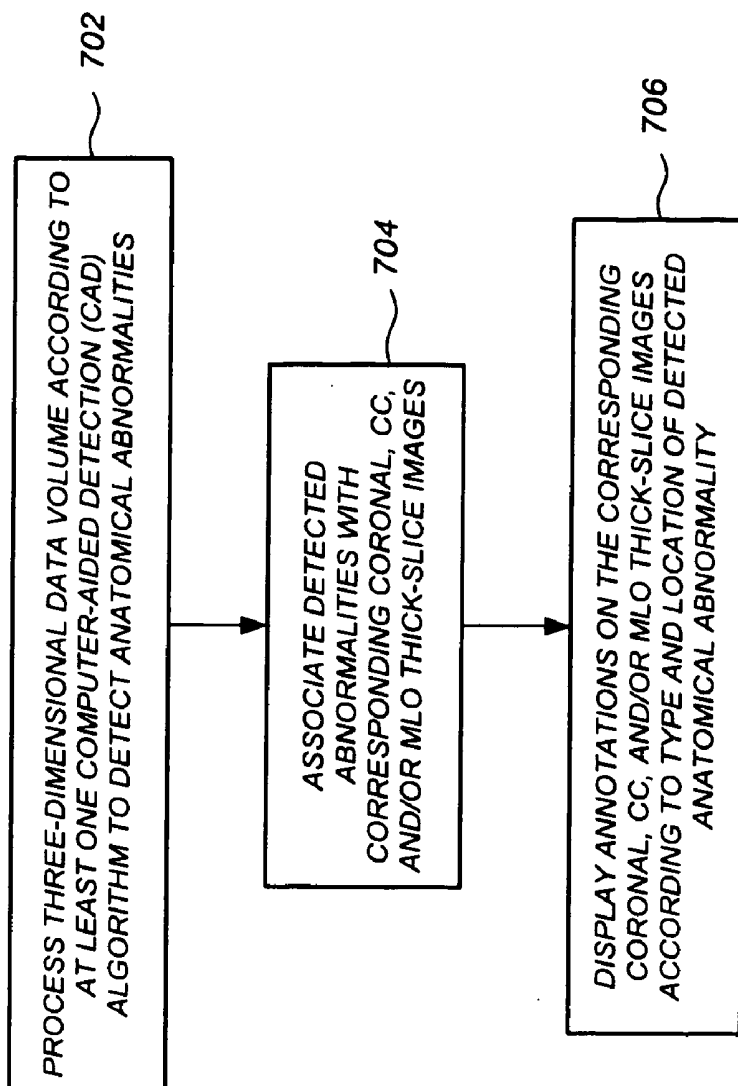 PROCESS THREE-DIMENSIONAL DATA VOLUME ACCORDING TO
AT LEAST ONE COMPUTER-AIDED DETECTION (CAD)
ALGORITHM TO DETECT ANATOMICAL ABNORMALITIES
702
ASSOCIATE DETECTED
ABNORMALITIES WITH
CORRESPONDING CORONAL, CC,
AND/OR MLO THICK-SLICE IMAGES
704
DISPLAY ANNOTATIONS ON THE CORRESPONDING
CORONAL, CC, AND/OR MLO THICK-SLICE IMAGES
ACCORDING TO TYPE AND LOCATION OF DETECTED
ANATOMICAL ABNORMALITY
706